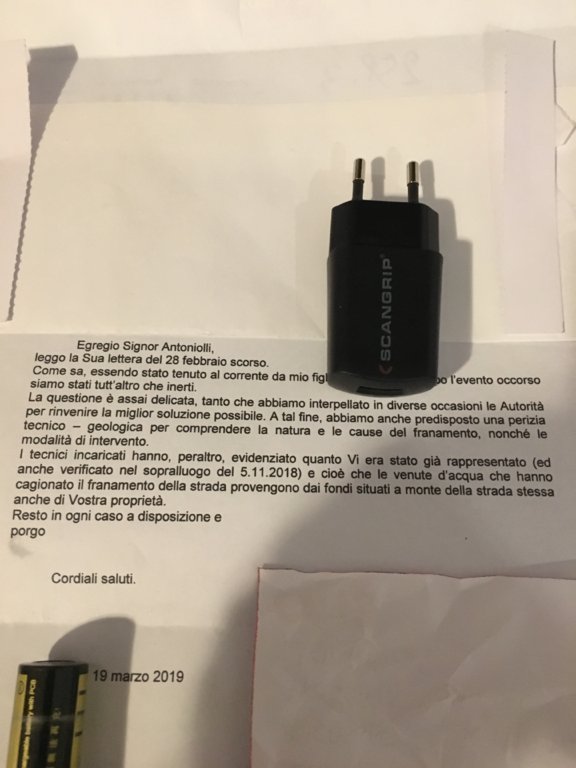 SCANGRIP
Egregio Signor Antoniolli,
leggo la Sua lettera del 28 febbraio scorso.
Come sa, essendo stato tenuto al corrente da mio l'evento occorso
siamo stati tutt'altro che inerti.
La questione è assai delicata, tanto che abbiamo interpellato in diverse occasioni le Autorità
per rinvenire la miglior soluzione possibile. A tal fine, abbiamo anche predisposto una perizia
tecnico – geologica per comprendere la natura e le cause del franamento, nonché le
modalità di intervento.
I tecnici incaricati hanno, peraltro, evidenziato quanto Vi era stato già rappresentato (ed
anche verificato nel sopralluogo del 5.11.2018) e cioè che le venute d'acqua che hanno
cagionato il franamento della strada provengono dai fondi situati a monte della strada stessa
anche di Vostra proprietà.
Resto in ogni caso a disposizione e
porgo
Cordiali saluti.
19 marzo 2019
battery with PCB